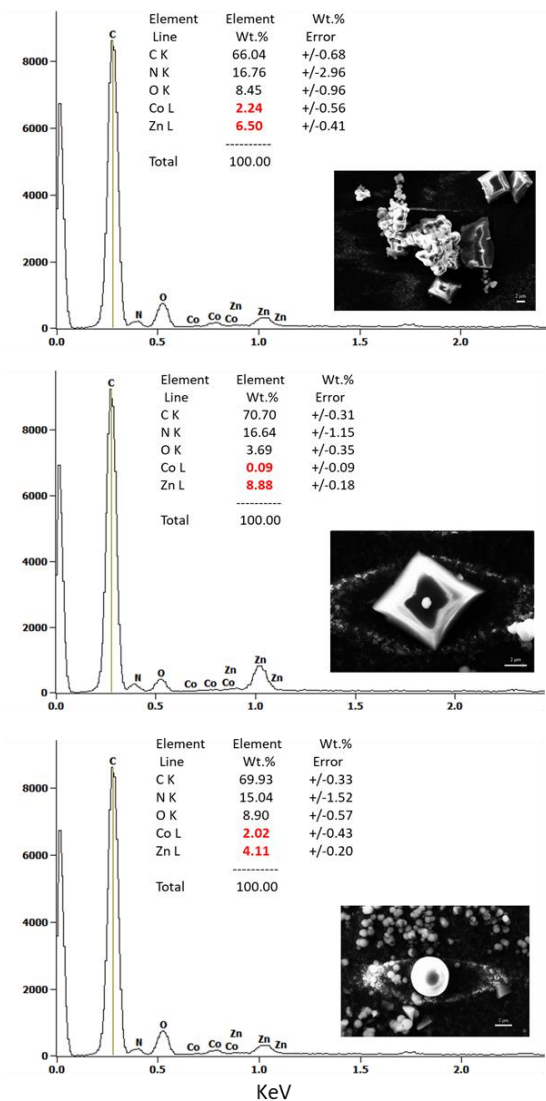 Element Element Wt.%
Line Wt.% Error
C K 66.04 +/-0.68
N K 16.76 +/-2.96
O K 8.45 +/-0.96
Co L 2.24 +/-0.56
Zn L 6.50 +/-0.41
----------
Total 100.00
C
8000
6000
4000
2000
0
N O Co Co Co Zn Zn Zn
2 µm
0.0 0.5 1.0 1.5 2.0
Element Element Wt.%
Line Wt.% Error
C K 70.70 +/-0.31
N K 16.64 +/-1.15
O K 3.69 +/-0.35
Co L 0.09 +/-0.09
Zn L 8.88 +/-0.18
----------
Total 100.00
C
8000
6000
4000
2000
0
N O Co Co Co Zn Zn Zn
2 µm
0.0 0.5 1.0 1.5 2.0
Element Element Wt.%
Line Wt.% Error
C K 69.93 +/-0.33
N K 15.04 +/-1.52
O K 8.90 +/-0.57
Co L 2.02 +/-0.43
Zn L 4.11 +/-0.20
----------
Total 100.00
C
8000
6000
4000
2000
0
N O Co Co Co Zn Zn Zn
2 µm
0.0 0.5 1.0 1.5 2.0
KeV